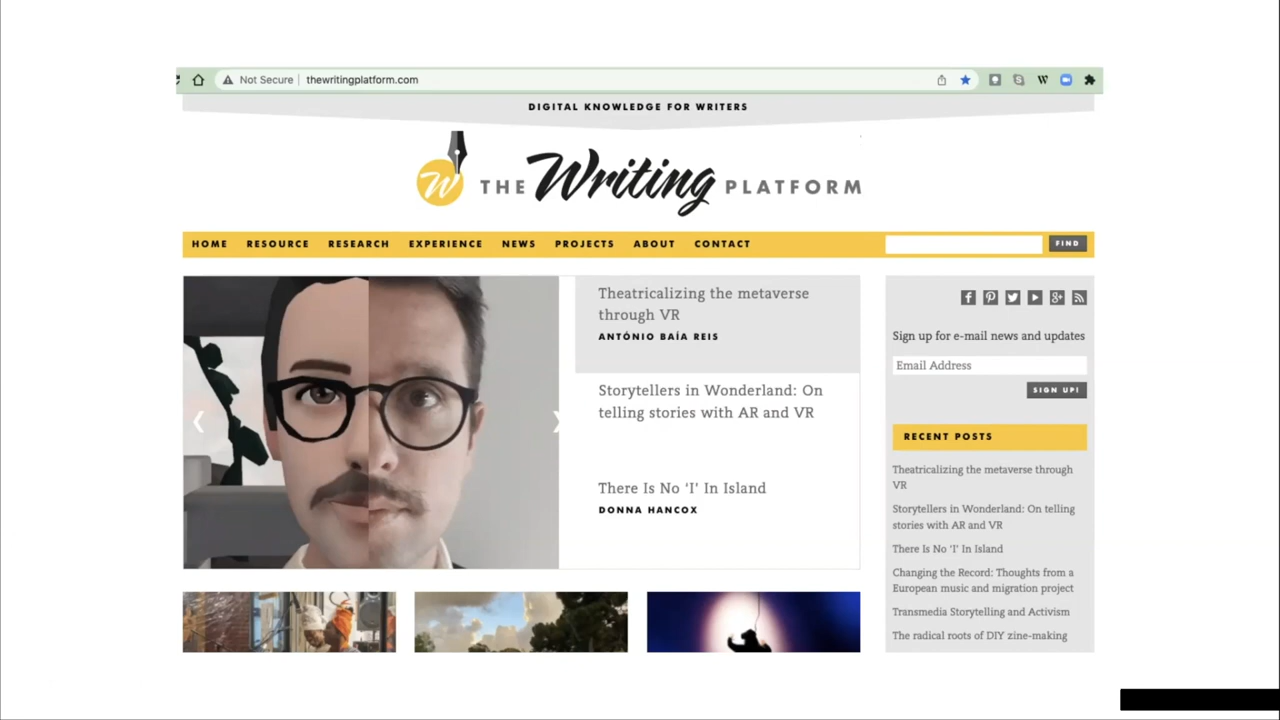 Not Secure | thewritingplatform.com
DIGITAL KNOWLEDGE FOR WRITERS
W THE Writing PLATFORM
HOME RESOURCE RESEARCH EXPERIENCE NEWS PROJECTS ABOUT CONTACT FIND
Theatricalizing the metaverse
through VR
ANTÓNIO BAÍA REIS
Storytellers in Wonderland: On
telling stories with AR and VR
There Is No 'I' In Island
DONNA HANCOX
Sign up for e-mail news and updates
Email Address
SIGN UP!
RECENT POSTS
Theatricalizing the metaverse through
VR
Storytellers in Wonderland: On telling
stories with AR and VR
There Is No 'I' In Island
Changing the Record: Thoughts from a
European music and migration project
Transmedia Storytelling and Activism
The radical roots of DIY zine-making